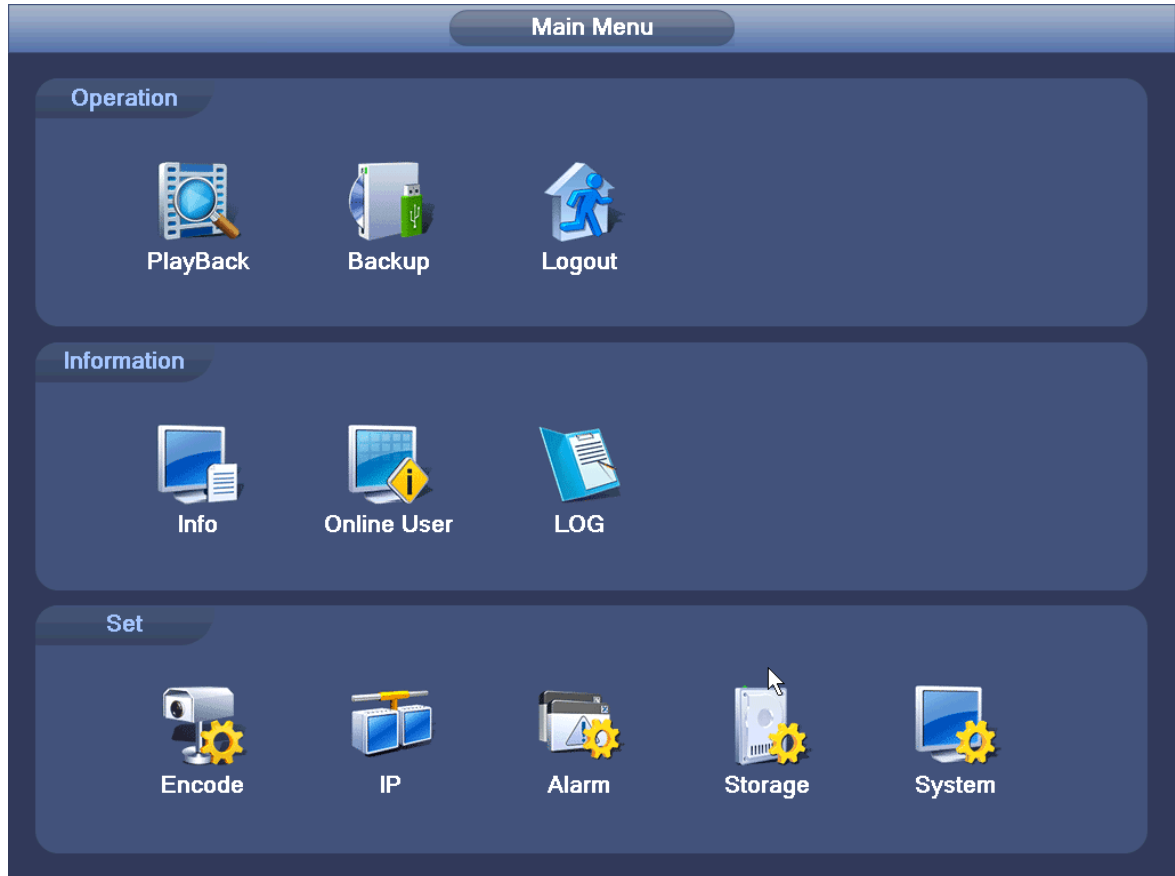 Main Menu
Operation
PlayBack Backup Logout
Information
Info Online User LOG
Set
Encode IP Alarm Storage System